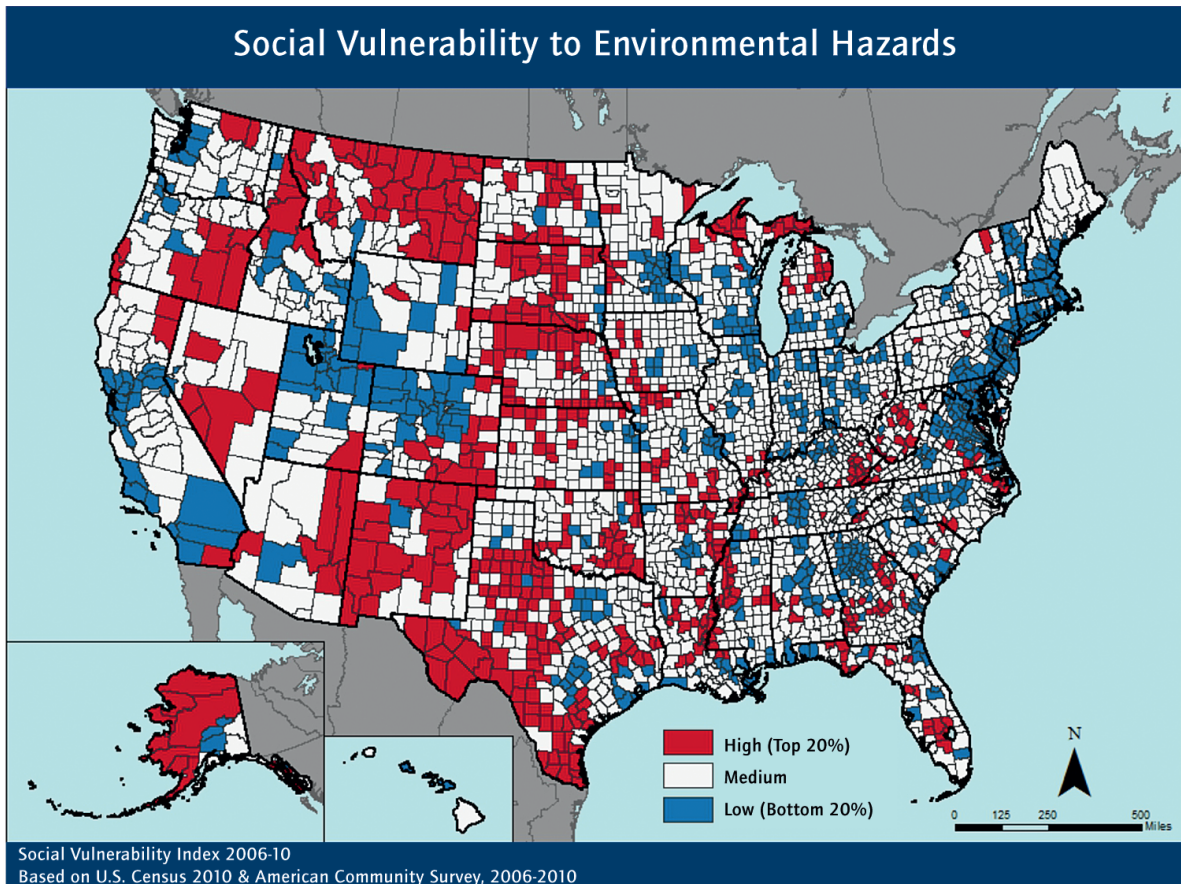 Social Vulnerability to Environmental Hazards
High (Top 20%)
Medium
Low (Bottom 20%)
N
0 125 250 500
Miles
Social Vulnerability Index 2006-10
Based on U.S. Census 2010 & American Community Survey, 2006-2010